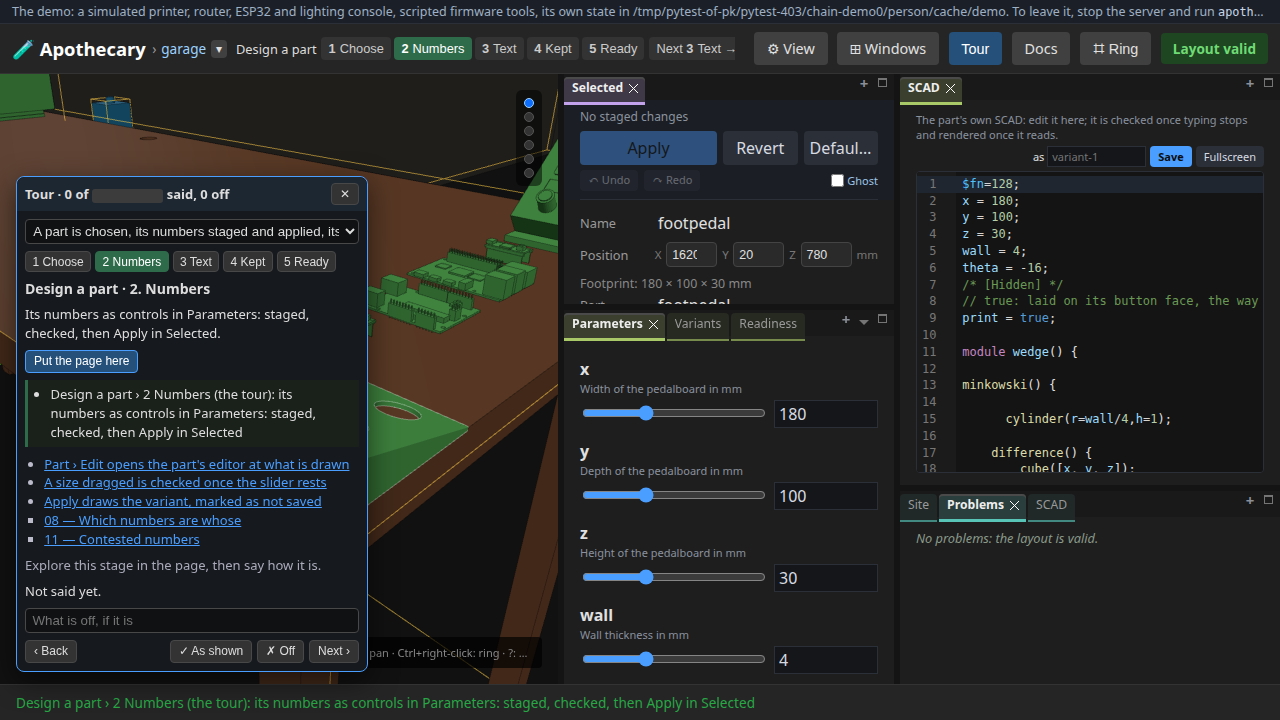 The demo: a simulated printer, router, ESP32 and lighting console, scripted firmware tools, its own state in /tmp/pytest-of-pk/pytest-403/chain-demo0/person/cache/demo. To leave it, stop the server and run apoth…
Apothecary › garage ▾ Design a part 1 Choose 2 Numbers 3 Text 4 Kept 5 Ready Next 3 Text → View Windows Tour Docs Ring Layout valid
Tour · 0 of said, 0 off
A part is chosen, its numbers staged and applied, its
1 Choose 2 Numbers 3 Text 4 Kept 5 Ready
Design a part · 2. Numbers
Its numbers as controls in Parameters: staged,
checked, then Apply in Selected.
Put the page here
Design a part › 2 Numbers (the tour): its
numbers as controls in Parameters: staged,
checked, then Apply in Selected
Part › Edit opens the part's editor at what is drawn
A size dragged is checked once the slider rests
Apply draws the variant, marked as not saved
08 — Which numbers are whose
11 — Contested numbers
Explore this stage in the page, then say how it is.
Not said yet.
What is off, if it is
‹ Back ✓ As shown ✗ Off Next ›
pan · Ctrl+right-click: ring · ?: ...
Selected
No staged changes
Apply Revert Defaul...
Undo Redo Ghost
Name footpedal
Position X 1620 Y 20 Z 780 mm
Footprint: 180 × 100 × 30 mm
Part footpedal
Parameters Variants Readiness
x
Width of the pedalboard in mm
180
y
Depth of the pedalboard in mm
100
z
Height of the pedalboard in mm
30
wall
Wall thickness in mm
4
SCAD
The part's own SCAD: edit it here; it is checked once typing stops
and rendered once it reads.
as variant-1 Save Fullscreen
1 $fn=128;
2 x = 180;
3 y = 100;
4 z = 30;
5 wall = 4;
6 theta = -16;
7 /* [Hidden] */
8 // true: laid on its button face, the way
9 print = true;
10
11 module wedge() {
12
13 minkowski() {
14
15 cylinder(r=wall/4,h=1);
16
17 difference() {
18 cube([x, y, z]);
Site Problems SCAD
No problems: the layout is valid.
Design a part › 2 Numbers (the tour): its numbers as controls in Parameters: staged, checked, then Apply in Selected